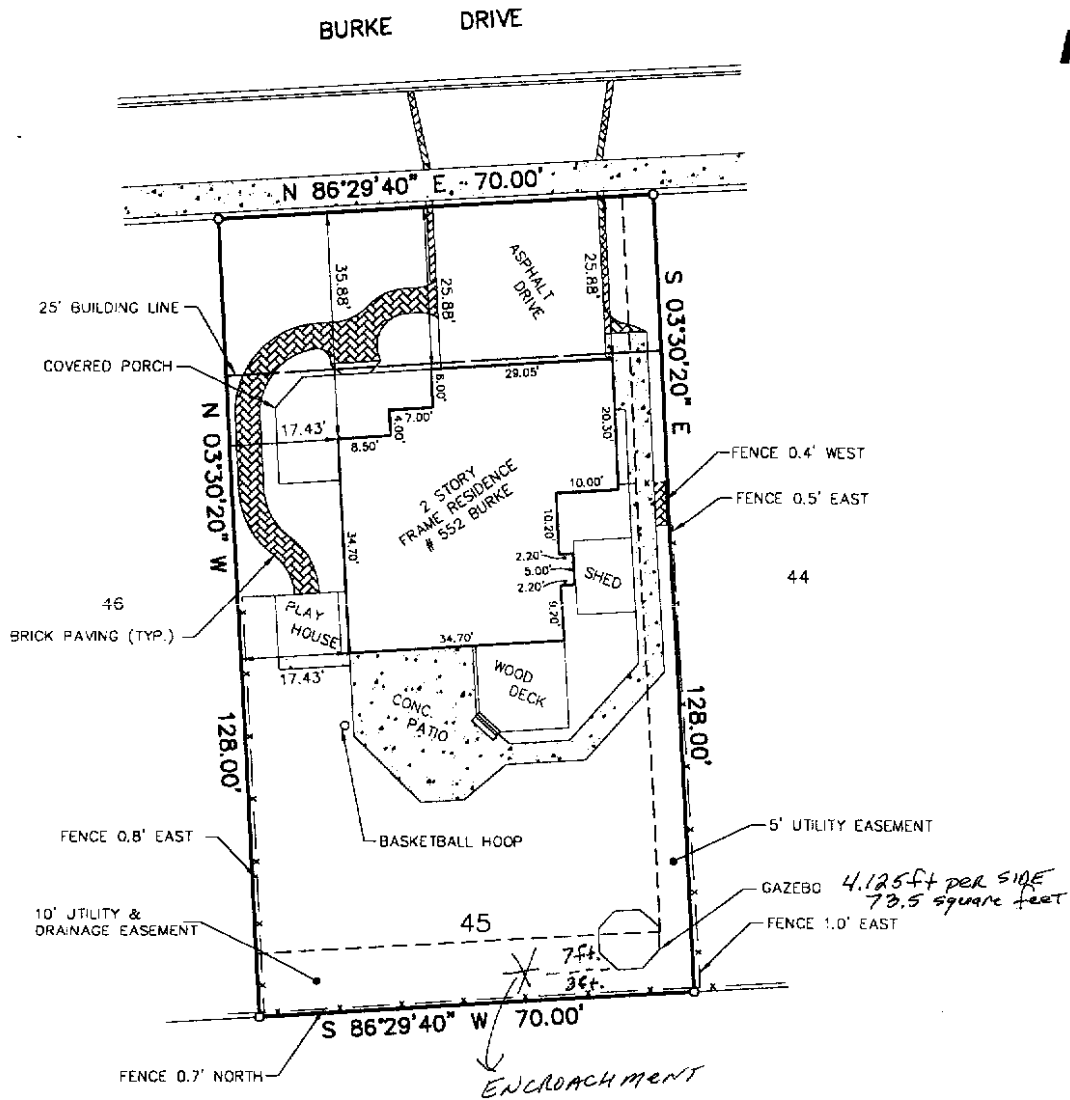 BURKE DRIVE
N 86°29'40" E. 70.00'
35.88'
25.88'
ASPHALT
DRIVE
25.88'
S 03°30'20" E
25' BUILDING LINE
COVERED PORCH
29.05'
8.00'
7.00'
4.00'
17.43'
8.50'
20.30'
N 03°30'20" W
2 STORY
FRAME RESIDENCE
# 552 BURKE
FENCE 0.4' WEST
10.00'
FENCE 0.5' EAST
34.70'
10.20'
2.20'
5.00'
2.20'
SHED
44
46
9.20'
BRICK PAVING (TYP.)
PLAY
HOUSE
34.70'
17.43'
WOOD
DECK
CONC.
PATIO
128.00'
128.00'
FENCE 0.8' EAST
BASKETBALL HOOP
5' UTILITY EASEMENT
GAZEBO 4.125ft per SIDE
73.5 square feet
10' UTILITY &
DRAINAGE EASEMENT
45
FENCE 1.0' EAST
7ft.
3ft.
S 86°29'40" W 70.00'
FENCE 0.7' NORTH
ENCROACHMENT